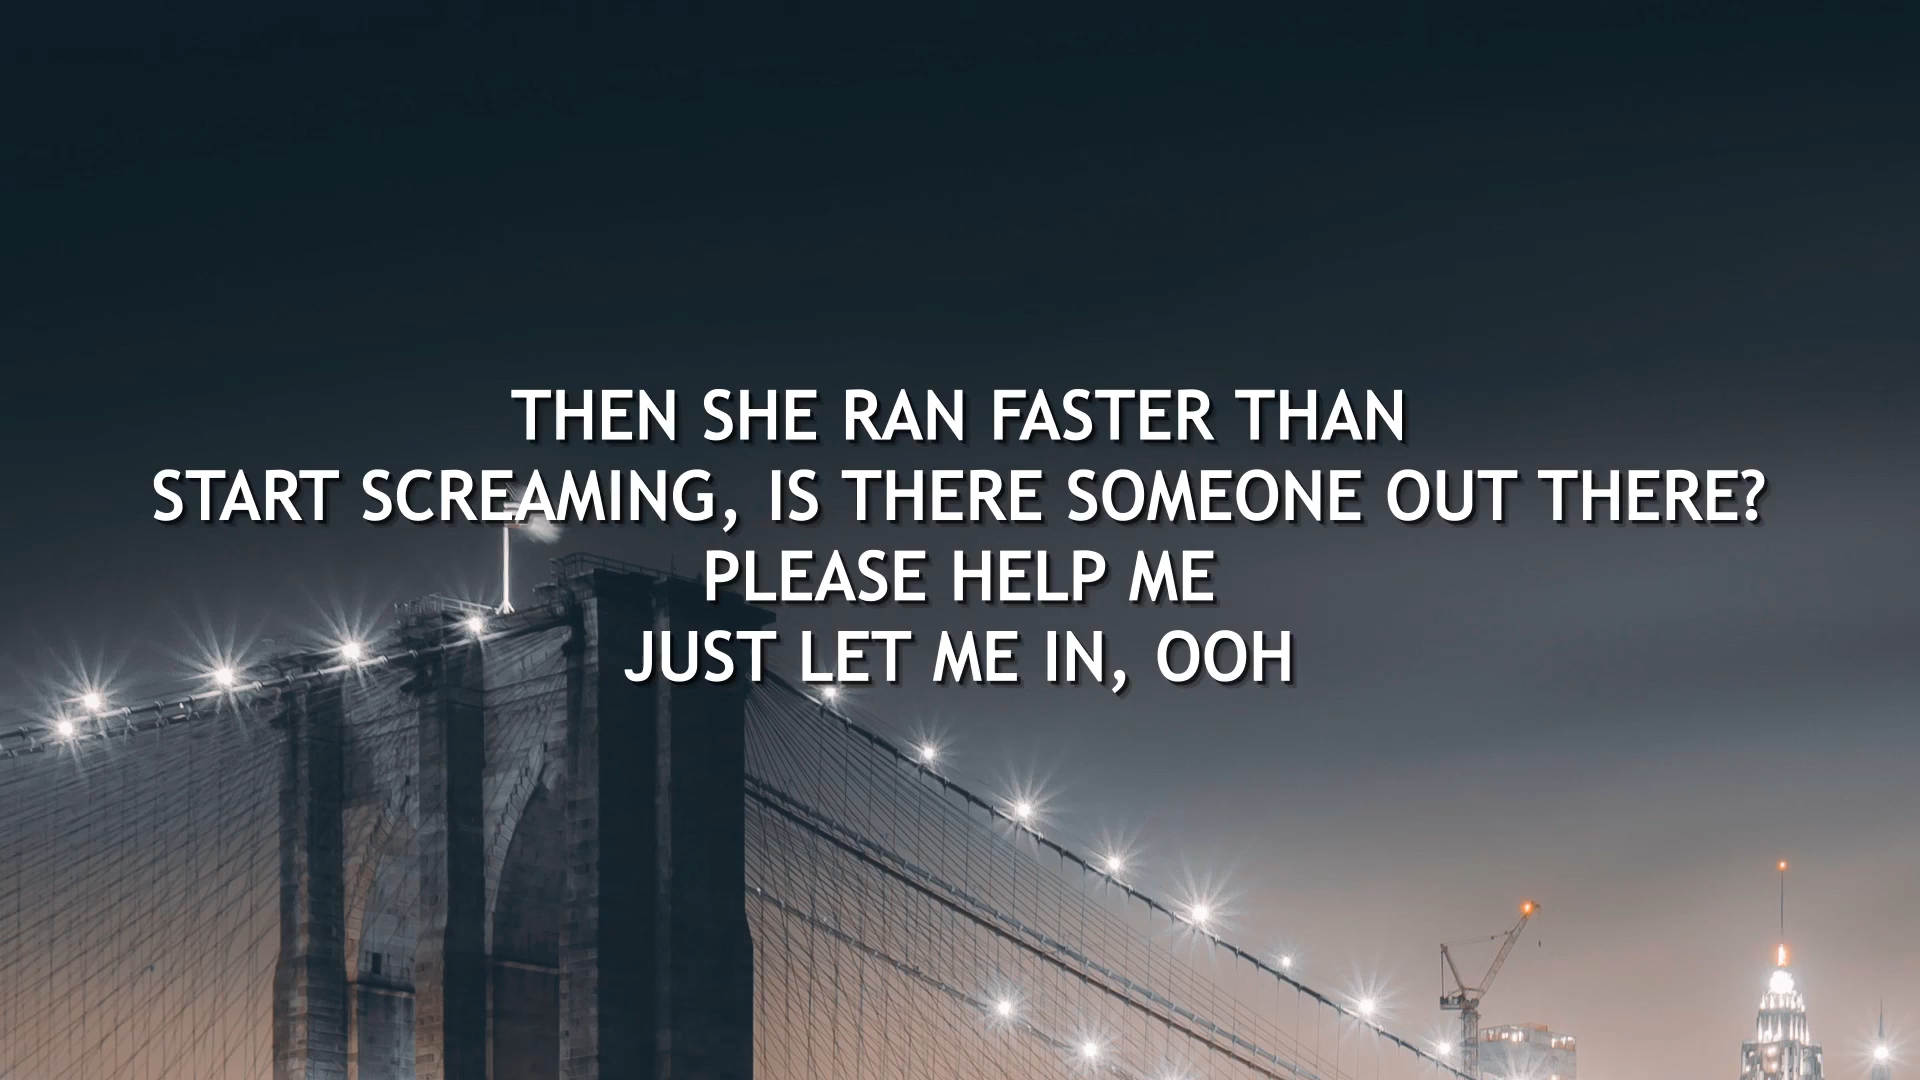 THEN SHE RAN FASTER THAN
START SCREAMING, IS THERE SOMEONE OUT THERE?
PLEASE HELP ME
JUST LET ME IN, OOH